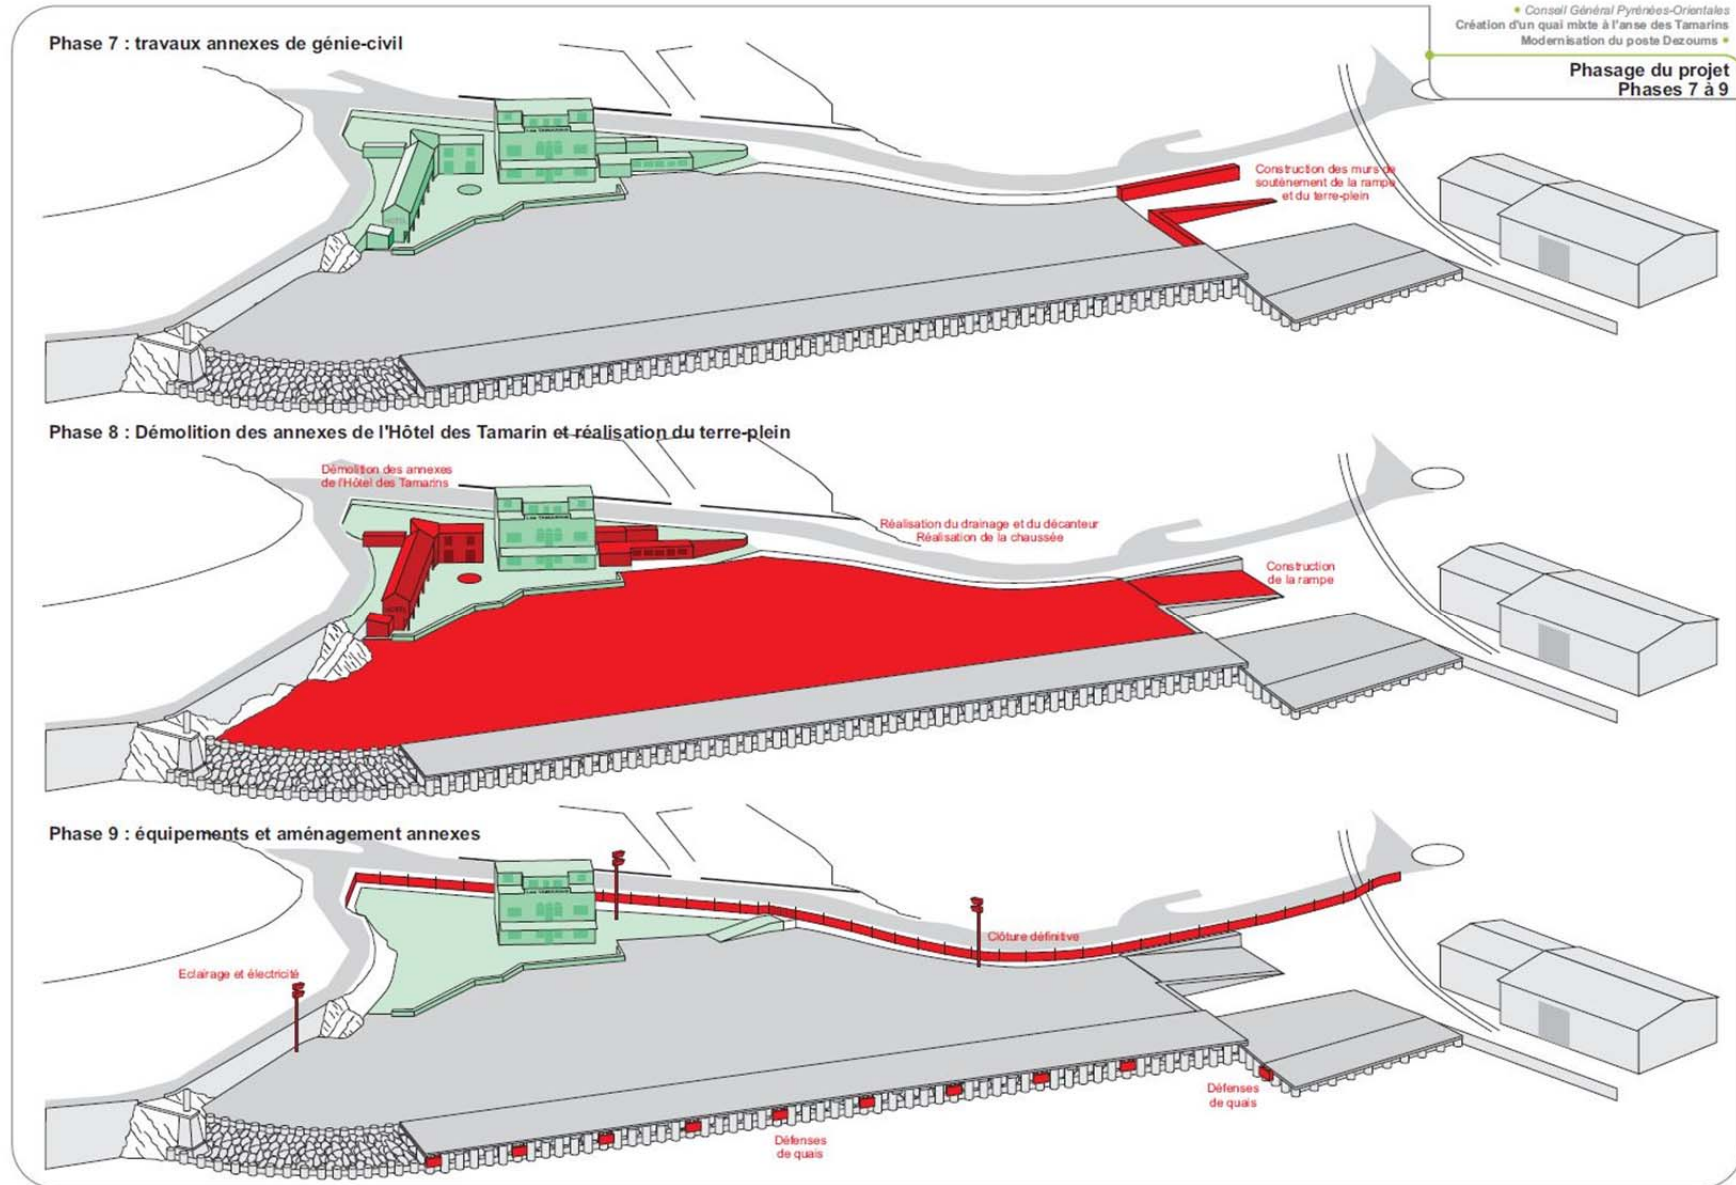 • Conseil Général Pyrénées-Orientales
Création d'un quai mixte à l'anse des Tamarins
Modernisation du poste Dezoums •
Phasage du projet
Phases 7 à 9
Phase 7 : travaux annexes de génie-civil
Construction des murs de
soutènement de la rampe
et du terre-plein
Phase 8 : Démolition des annexes de l'Hôtel des Tamarin et réalisation du terre-plein
Démolition des annexes
de l'Hôtel des Tamarins
Réalisation du drainage et du décanteur
Réalisation de la chaussée
Construction
de la rampe
Phase 9 : équipements et aménagement annexes
Clôture définitive
Eclairage et électricité
Défenses
de quais
Défenses
de quais